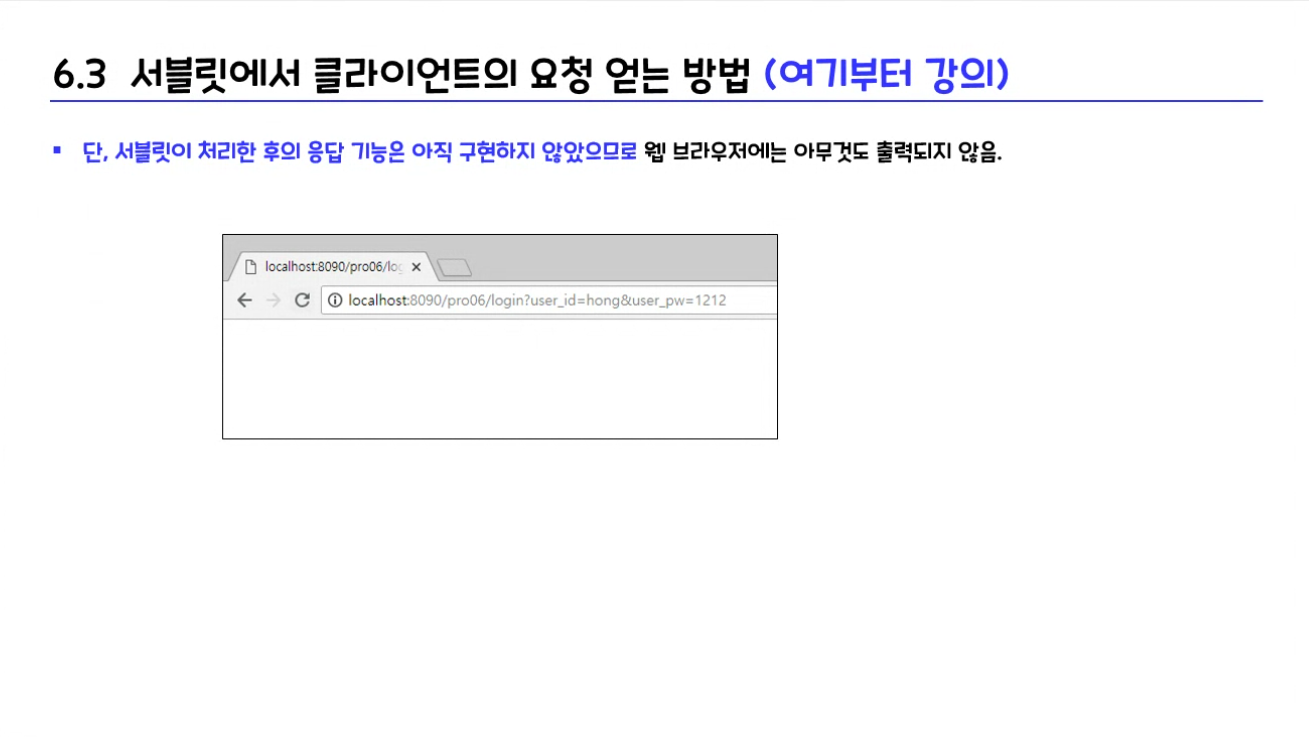 6.3 서블릿에서 클라이언트의 요청 얻는 방법 (여기부터 강의)
▪ 단, 서블릿이 처리한 후의 응답 기능은 아직 구현하지 않았으므로 웹 브라우저에는 아무것도 출력되지 않음.
localhost:8090/pro06/log
localhost:8090/pro06/login?user_id=hong&user_pw=1212